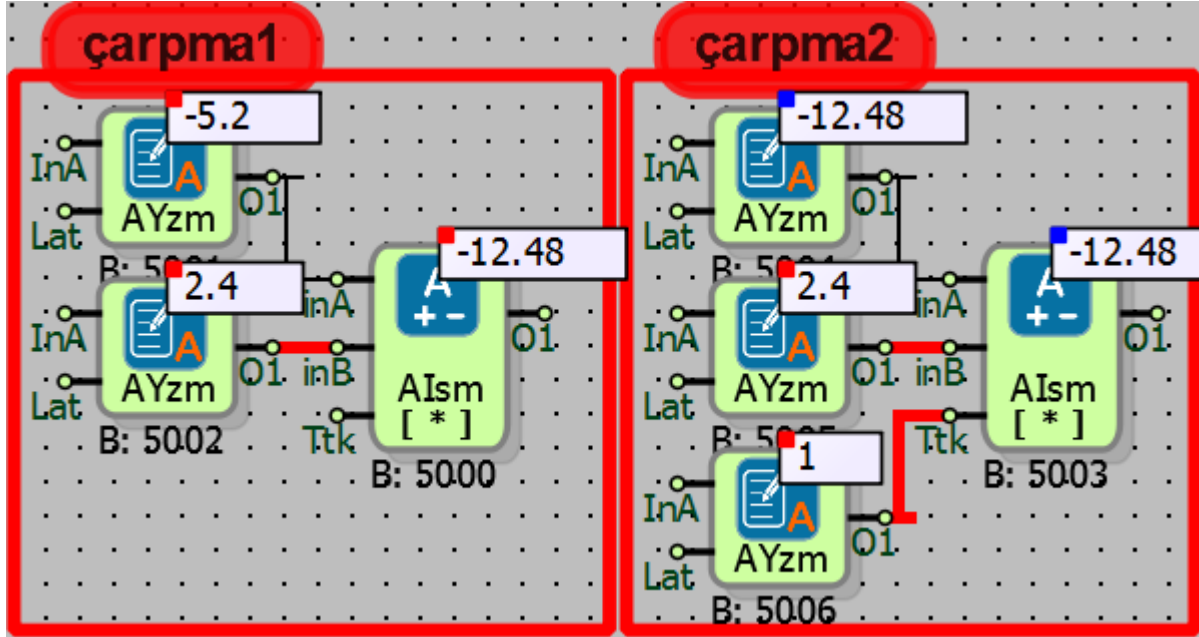 çarpma1
-5.2
InA
A
O1
AYzm
Lat
2.4
InA
A
O1
AYzm
Lat
B: 5002
-12.48
A
+ -
inA
O1
inB
AIsm
[ * ]
Ttk
B: 5000
çarpma2
-12.48
InA
A
O1
AYzm
Lat
2.4
InA
A
O1
AYzm
Lat
1
InA
A
O1
AYzm
Lat
B: 5006
-12.48
A
+ -
inA
O1
inB
AIsm
[ * ]
Ttk
B: 5003